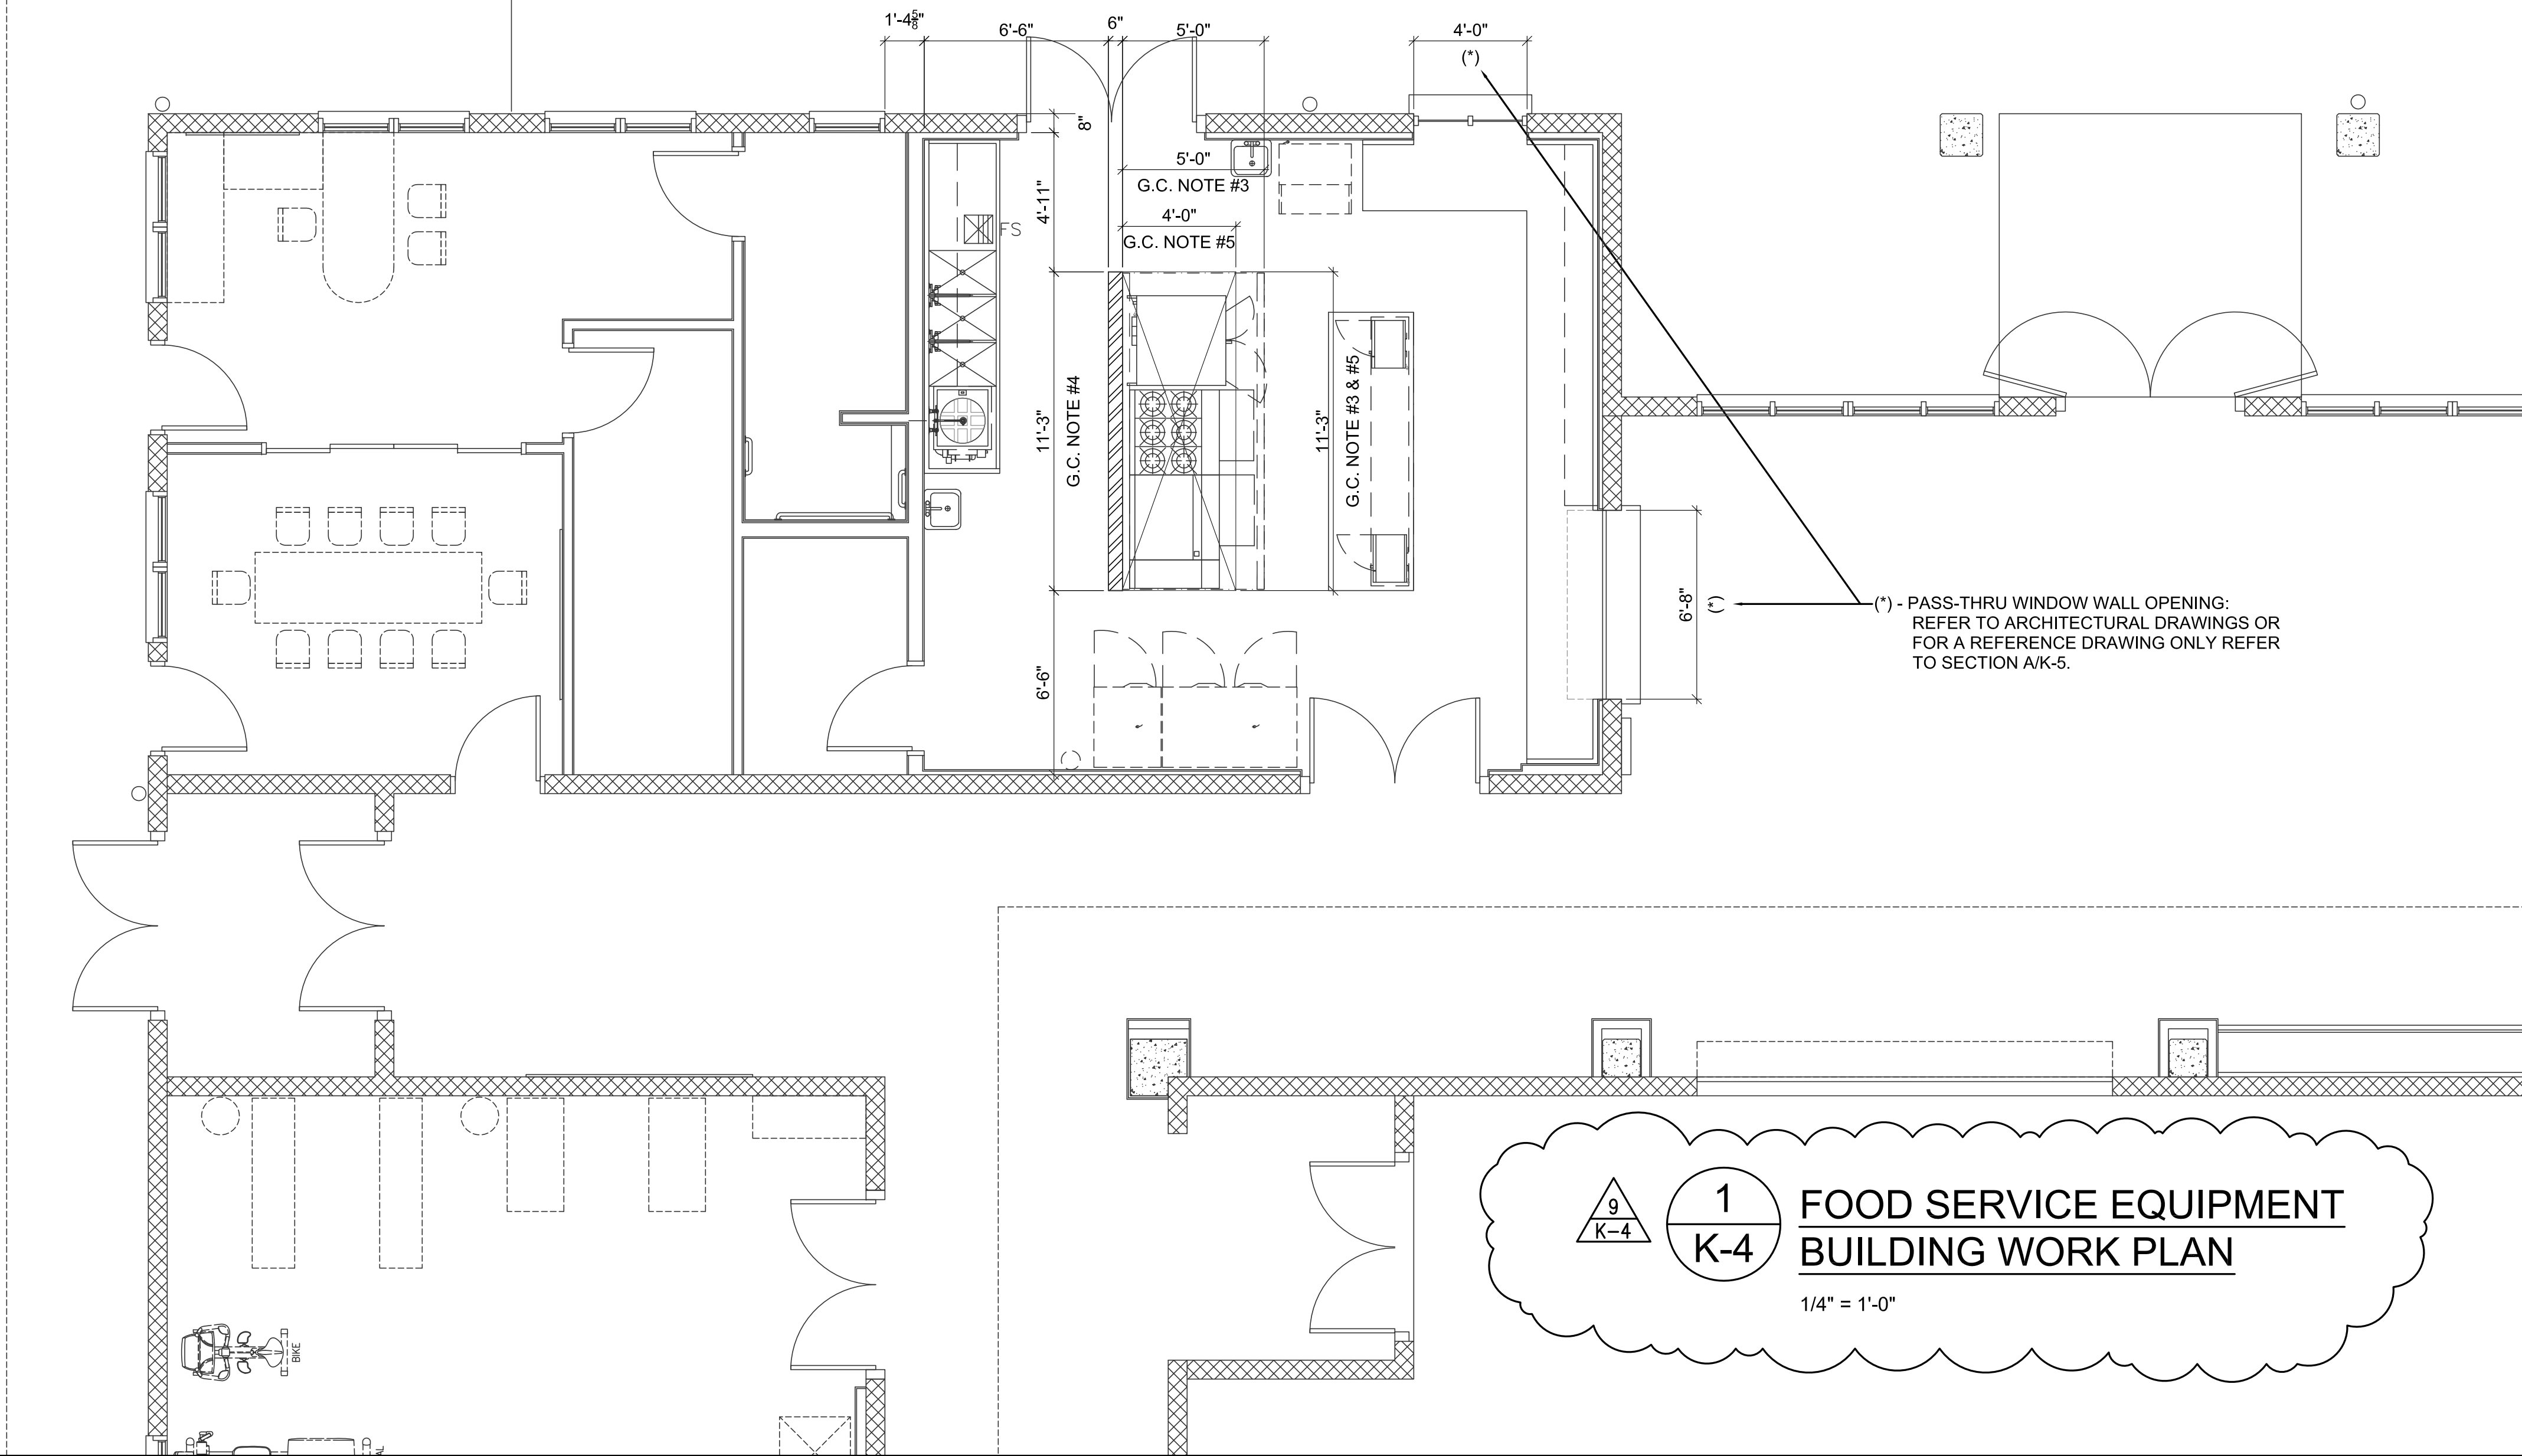 1'-4 5/8"
6'-6"
6"
5'-0"
4'-0"
(*)
8"
5'-0"
G.C. NOTE #3
4'-11"
4'-0"
G.C. NOTE #5
FS
11'-3"
G.C. NOTE #4
11'-3"
G.C. NOTE #3 & #5
6'-8"
(*)
(*) - PASS-THRU WINDOW WALL OPENING:
REFER TO ARCHITECTURAL DRAWINGS OR
FOR A REFERENCE DRAWING ONLY REFER
TO SECTION A/K-5.
6'-6"
9
K-4
1
K-4
FOOD SERVICE EQUIPMENT
BUILDING WORK PLAN
1/4" = 1'-0"
BIKE